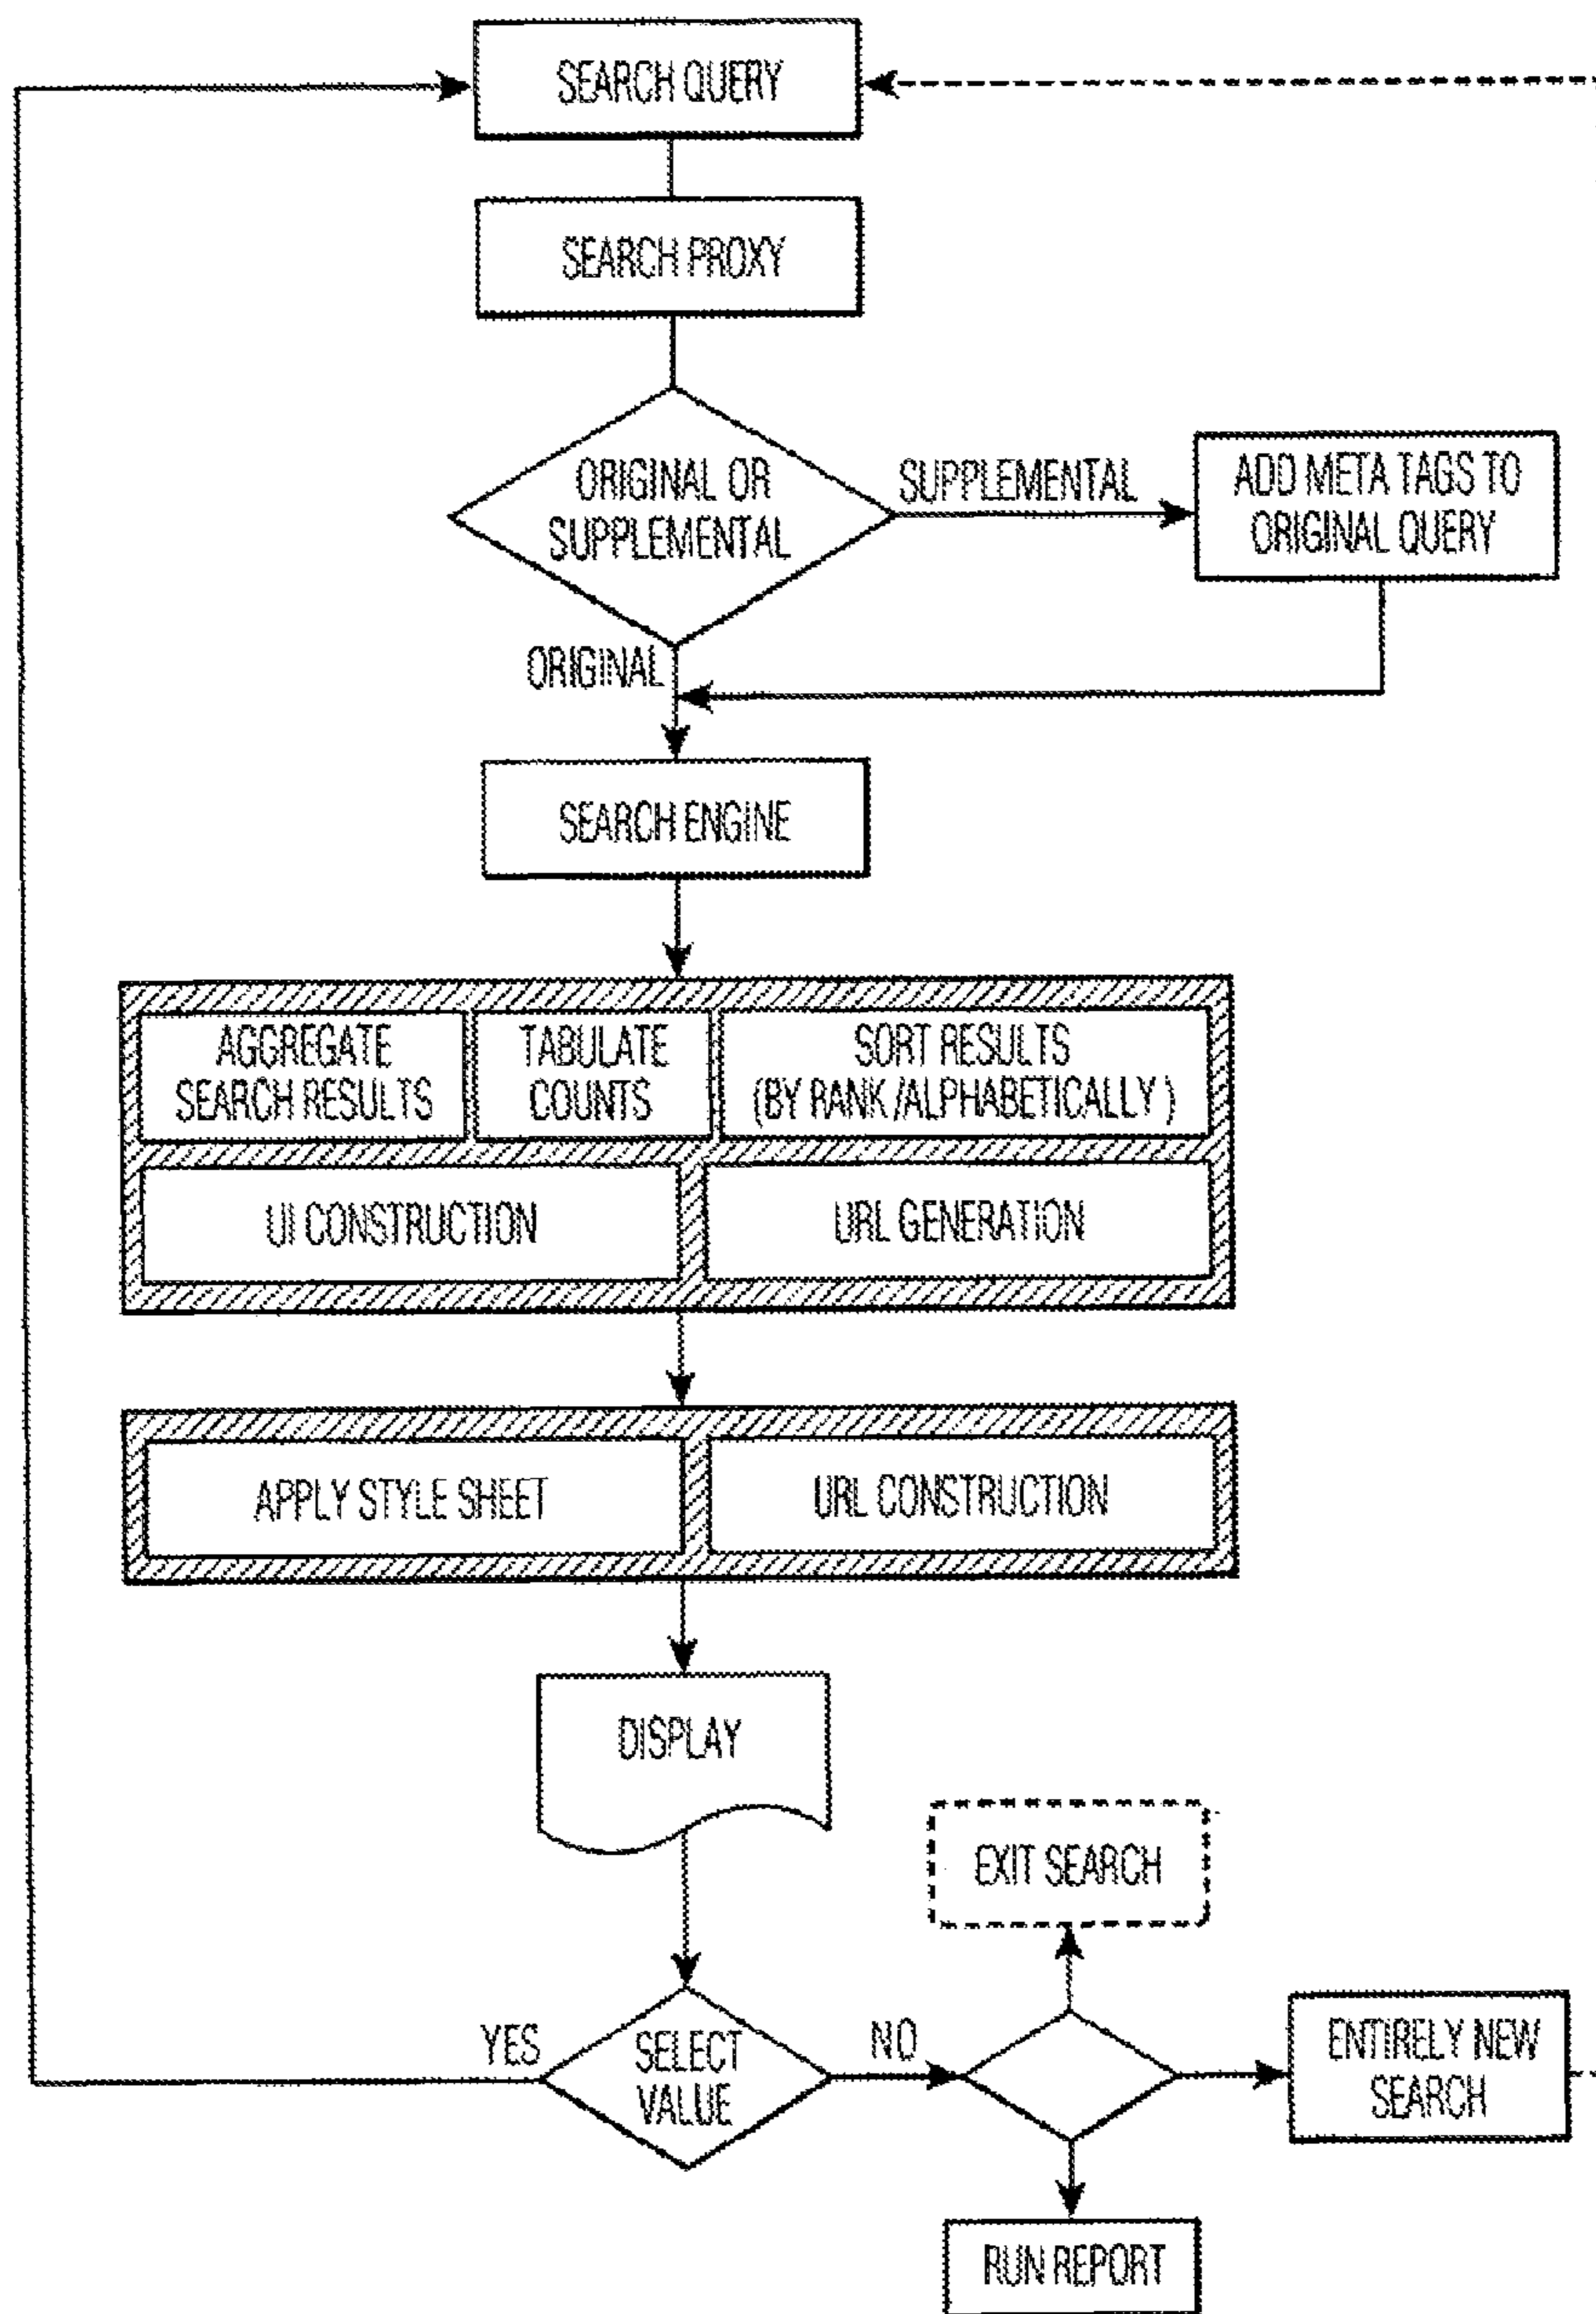 SEARCH QUERY
SEARCH PROXY
ORIGINAL OR
SUPPLEMENTAL
SUPPLEMENTAL
ADD META TAGS TO
ORIGINAL QUERY
ORIGINAL
SEARCH ENGINE
AGGREGATE
SEARCH RESULTS
TABULATE
COUNTS
SORT RESULTS
(BY RANK /ALPHABETICALLY )
UI CONSTRUCTION
URL GENERATION
APPLY STYLE SHEET
URL CONSTRUCTION
DISPLAY
EXIT SEARCH
YES
SELECT
VALUE
NO
ENTIRELY NEW
SEARCH
RUN REPORT